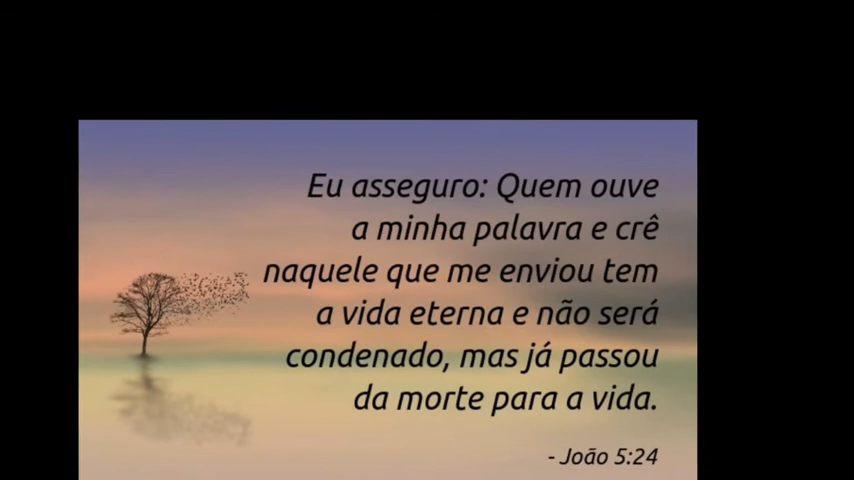 Eu asseguro: Quem ouve
a minha palavra e crê
naquele que me enviou tem
a vida eterna e não será
condenado, mas já passou
da morte para a vida.
- João 5:24